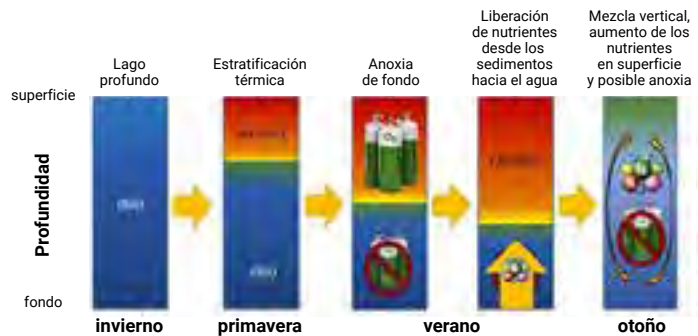 Lago
profundo
Estratificación
térmica
Anoxia
de fondo
Liberación
de nutrientes
desde los
sedimentos
hacia el agua
Mezcla vertical,
aumento de los
nutrientes
en superficie
y posible anoxia
superficie
Profundidad
fondo
invierno
primavera
verano
otoño